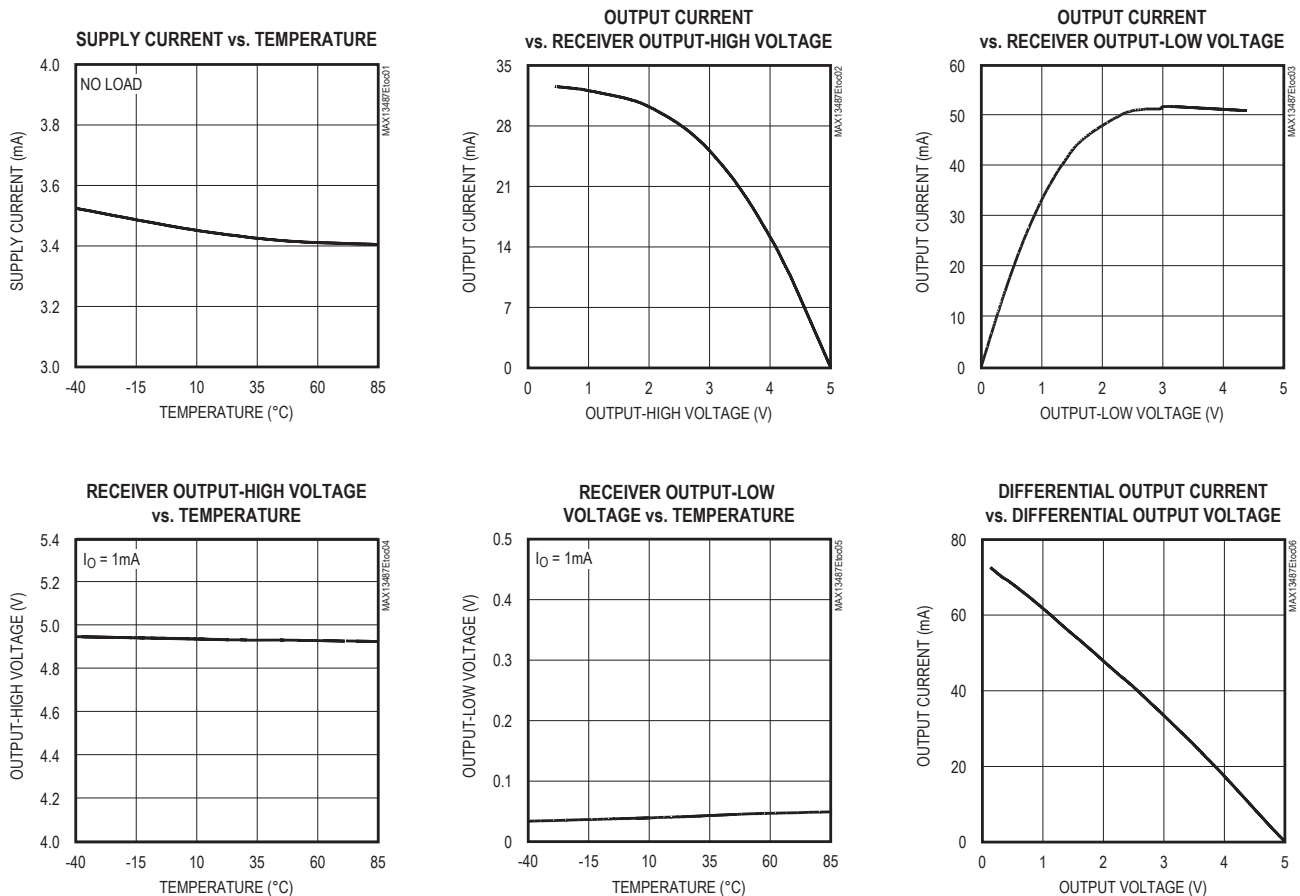 SUPPLY CURRENT vs. TEMPERATURE
4.0
3.8
3.6
3.4
3.2
3.0
SUPPLY CURRENT (mA)
NO LOAD
MAX13487Etoc01
-40 -15 10 35 60 85
TEMPERATURE (°C)
OUTPUT CURRENT
vs. RECEIVER OUTPUT-HIGH VOLTAGE
35
28
21
14
7
0
OUTPUT CURRENT (mA)
MAX13487Etoc02
0 1 2 3 4 5
OUTPUT-HIGH VOLTAGE (V)
OUTPUT CURRENT
vs. RECEIVER OUTPUT-LOW VOLTAGE
60
50
40
30
20
10
0
OUTPUT CURRENT (mA)
MAX13487Etoc03
0 1 2 3 4 5
OUTPUT-LOW VOLTAGE (V)
RECEIVER OUTPUT-HIGH VOLTAGE
vs. TEMPERATURE
5.4
5.2
5.0
4.8
4.6
4.4
4.2
4.0
OUTPUT-HIGH VOLTAGE (V)
IO = 1mA
MAX13487Etoc04
-40 -15 10 35 60 85
TEMPERATURE (°C)
RECEIVER OUTPUT-LOW
VOLTAGE vs. TEMPERATURE
0.5
0.4
0.3
0.2
0.1
0
OUTPUT-LOW VOLTAGE (V)
IO = 1mA
MAX13487Etoc05
-40 -15 10 35 60 85
TEMPERATURE (°C)
DIFFERENTIAL OUTPUT CURRENT
vs. DIFFERENTIAL OUTPUT VOLTAGE
80
60
40
20
0
OUTPUT CURRENT (mA)
MAX13487Etoc06
0 1 2 3 4 5
OUTPUT VOLTAGE (V)